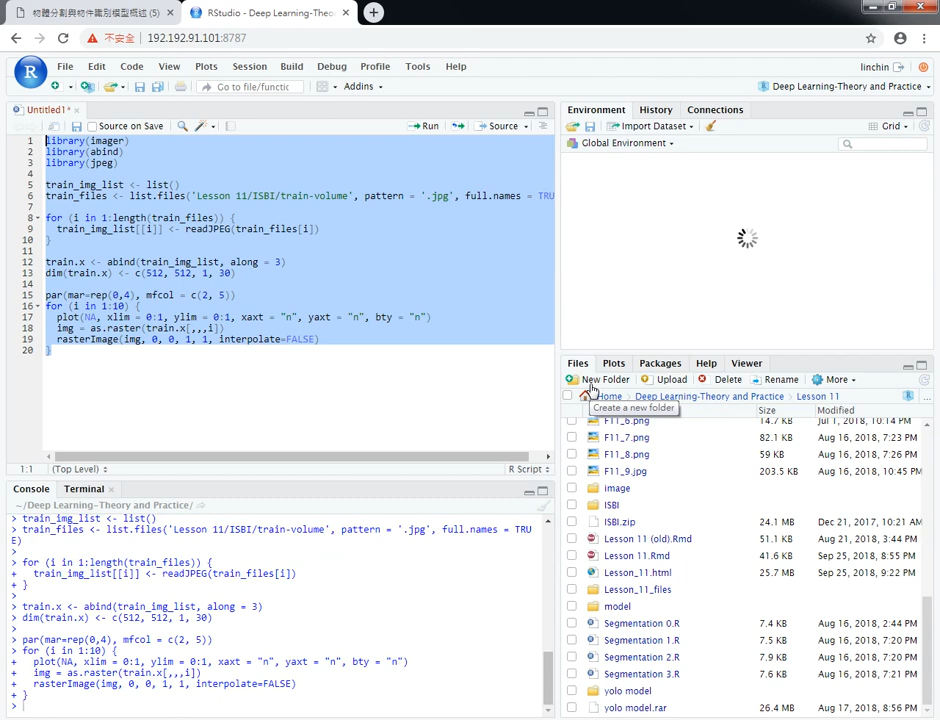 物體分割與物件識別模型概述 (5)
RStudio - Deep Learning-Theo
不安全
192.192.91.101:8787
File Edit Code View Plots Session Build Debug Profile Tools Help
linchin
Go to file/functic
Addins
Deep Learning-Theory and Practice
Untitled1*
Source on Save
Run
Source
1 library(imager)
2 library(abind)
3 library(jpeg)
4
5 train_img_list <- list()
6 train_files <- list.files('Lesson 11/ISBI/train-volume', pattern = '.jpg', full.names = TRU
7
8 for (i in 1:length(train_files)) {
9 train_img_list[[i]] <- readJPEG(train_files[i])
10 }
11
12 train.x <- abind(train_img_list, along = 3)
13 dim(train.x) <- c(512, 512, 1, 30)
14
15 par(mar=rep(0,4), mfcol = c(2, 5))
16 for (i in 1:10) {
17 plot(NA, xlim = 0:1, ylim = 0:1, xaxt = "n", yaxt = "n", bty = "n")
18 img = as.raster(train.x[,,,i])
19 rasterImage(img, 0, 0, 1, 1, interpolate=FALSE)
20 }
1:1 (Top Level) R Script
Console Terminal
~/Deep Learning-Theory and Practice/
> train_img_list <- list()
> train_files <- list.files('Lesson 11/ISBI/train-volume', pattern = '.jpg', full.names = TRU
E)
>
> for (i in 1:length(train_files)) {
+ train_img_list[[i]] <- readJPEG(train_files[i])
+ }
>
> train.x <- abind(train_img_list, along = 3)
> dim(train.x) <- c(512, 512, 1, 30)
>
> par(mar=rep(0,4), mfcol = c(2, 5))
> for (i in 1:10) {
+ plot(NA, xlim = 0:1, ylim = 0:1, xaxt = "n", yaxt = "n", bty = "n")
+ img = as.raster(train.x[,,,i])
+ rasterImage(img, 0, 0, 1, 1, interpolate=FALSE)
+ }
>
Environment History Connections
Import Dataset
Grid
Global Environment
Files Plots Packages Help Viewer
New Folder Upload Delete Rename More
Home Deep Learning-Theory and Practice Lesson 11
Create a new folder
Size Modified
F11_6.png 14.7 KB Jul 1, 2018, 10:14 PM
F11_7.png 82.1 KB Aug 16, 2018, 7:23 PM
F11_8.png 59 KB Aug 16, 2018, 7:26 PM
F11_9.jpg 203.5 KB Aug 16, 2018, 10:45 PM
image
ISBI
ISBI.zip 24.1 MB Dec 21, 2017, 10:21 AM
Lesson 11 (old).Rmd 51.1 KB Aug 21, 2018, 3:44 PM
Lesson 11.Rmd 41.6 KB Sep 25, 2018, 8:55 PM
Lesson_11.html 25.7 MB Sep 25, 2018, 9:22 PM
Lesson_11_files
model
Segmentation 0.R 7.4 KB Aug 16, 2018, 2:44 PM
Segmentation 1.R 7.5 KB Aug 16, 2018, 7:20 PM
Segmentation 2.R 7.9 KB Aug 16, 2018, 7:20 PM
Segmentation 3.R 7.4 KB Aug 16, 2018, 7:20 PM
yolo model
yolo model.rar 26.4 MB Aug 17, 2018, 8:56 PM